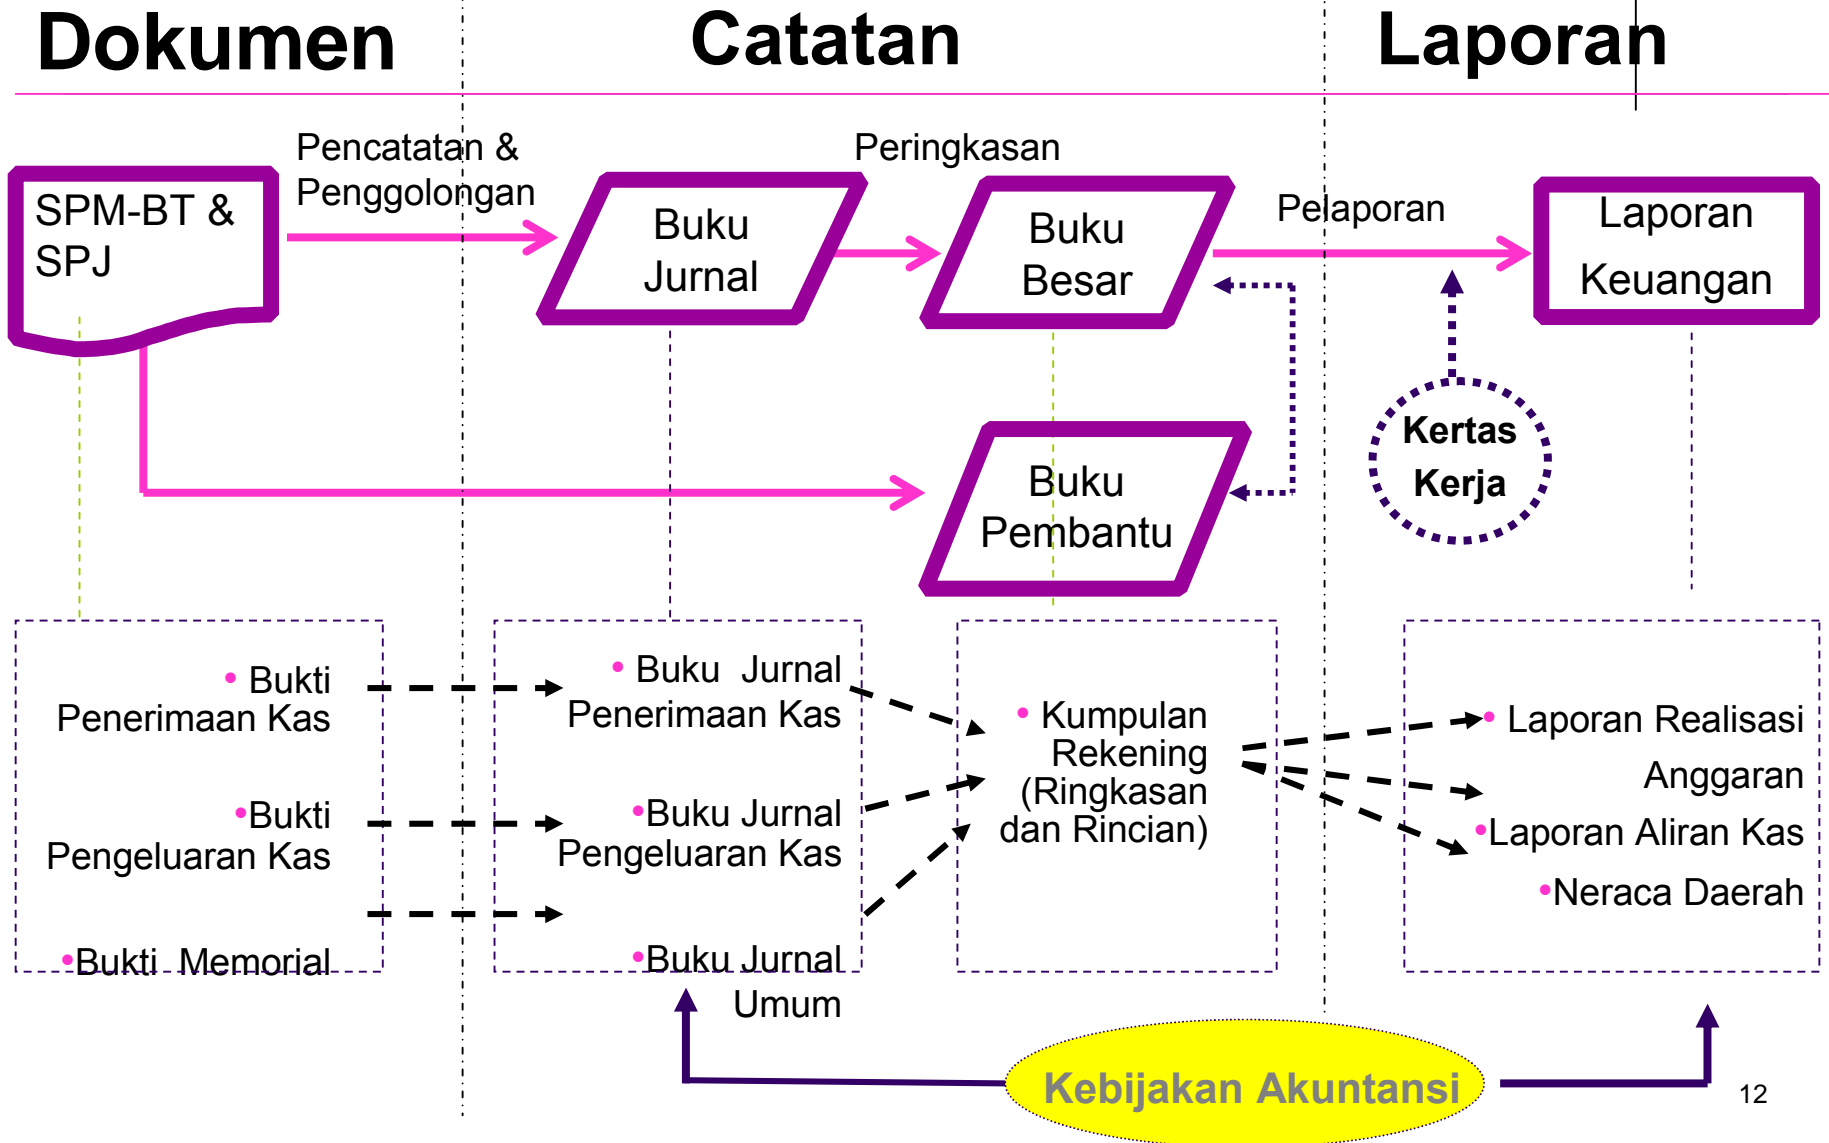 Dokumen
Catatan
Laporan
Pencatatan &
Penggolongan
Peringkasan
Pelaporan
SPM-BT &
SPJ
Buku
Jurnal
Buku
Besar
Laporan
Keuangan
Buku
Pembantu
Kertas
Kerja
• Bukti
Penerimaan Kas
•Bukti
Pengeluaran Kas
•Bukti Memorial
• Buku Jurnal
Penerimaan Kas
•Buku Jurnal
Pengeluaran Kas
•Buku Jurnal
Umum
• Kumpulan
Rekening
(Ringkasan
dan Rincian)
• Laporan Realisasi
Anggaran
•Laporan Aliran Kas
•Neraca Daerah
Kebijakan Akuntansi
12